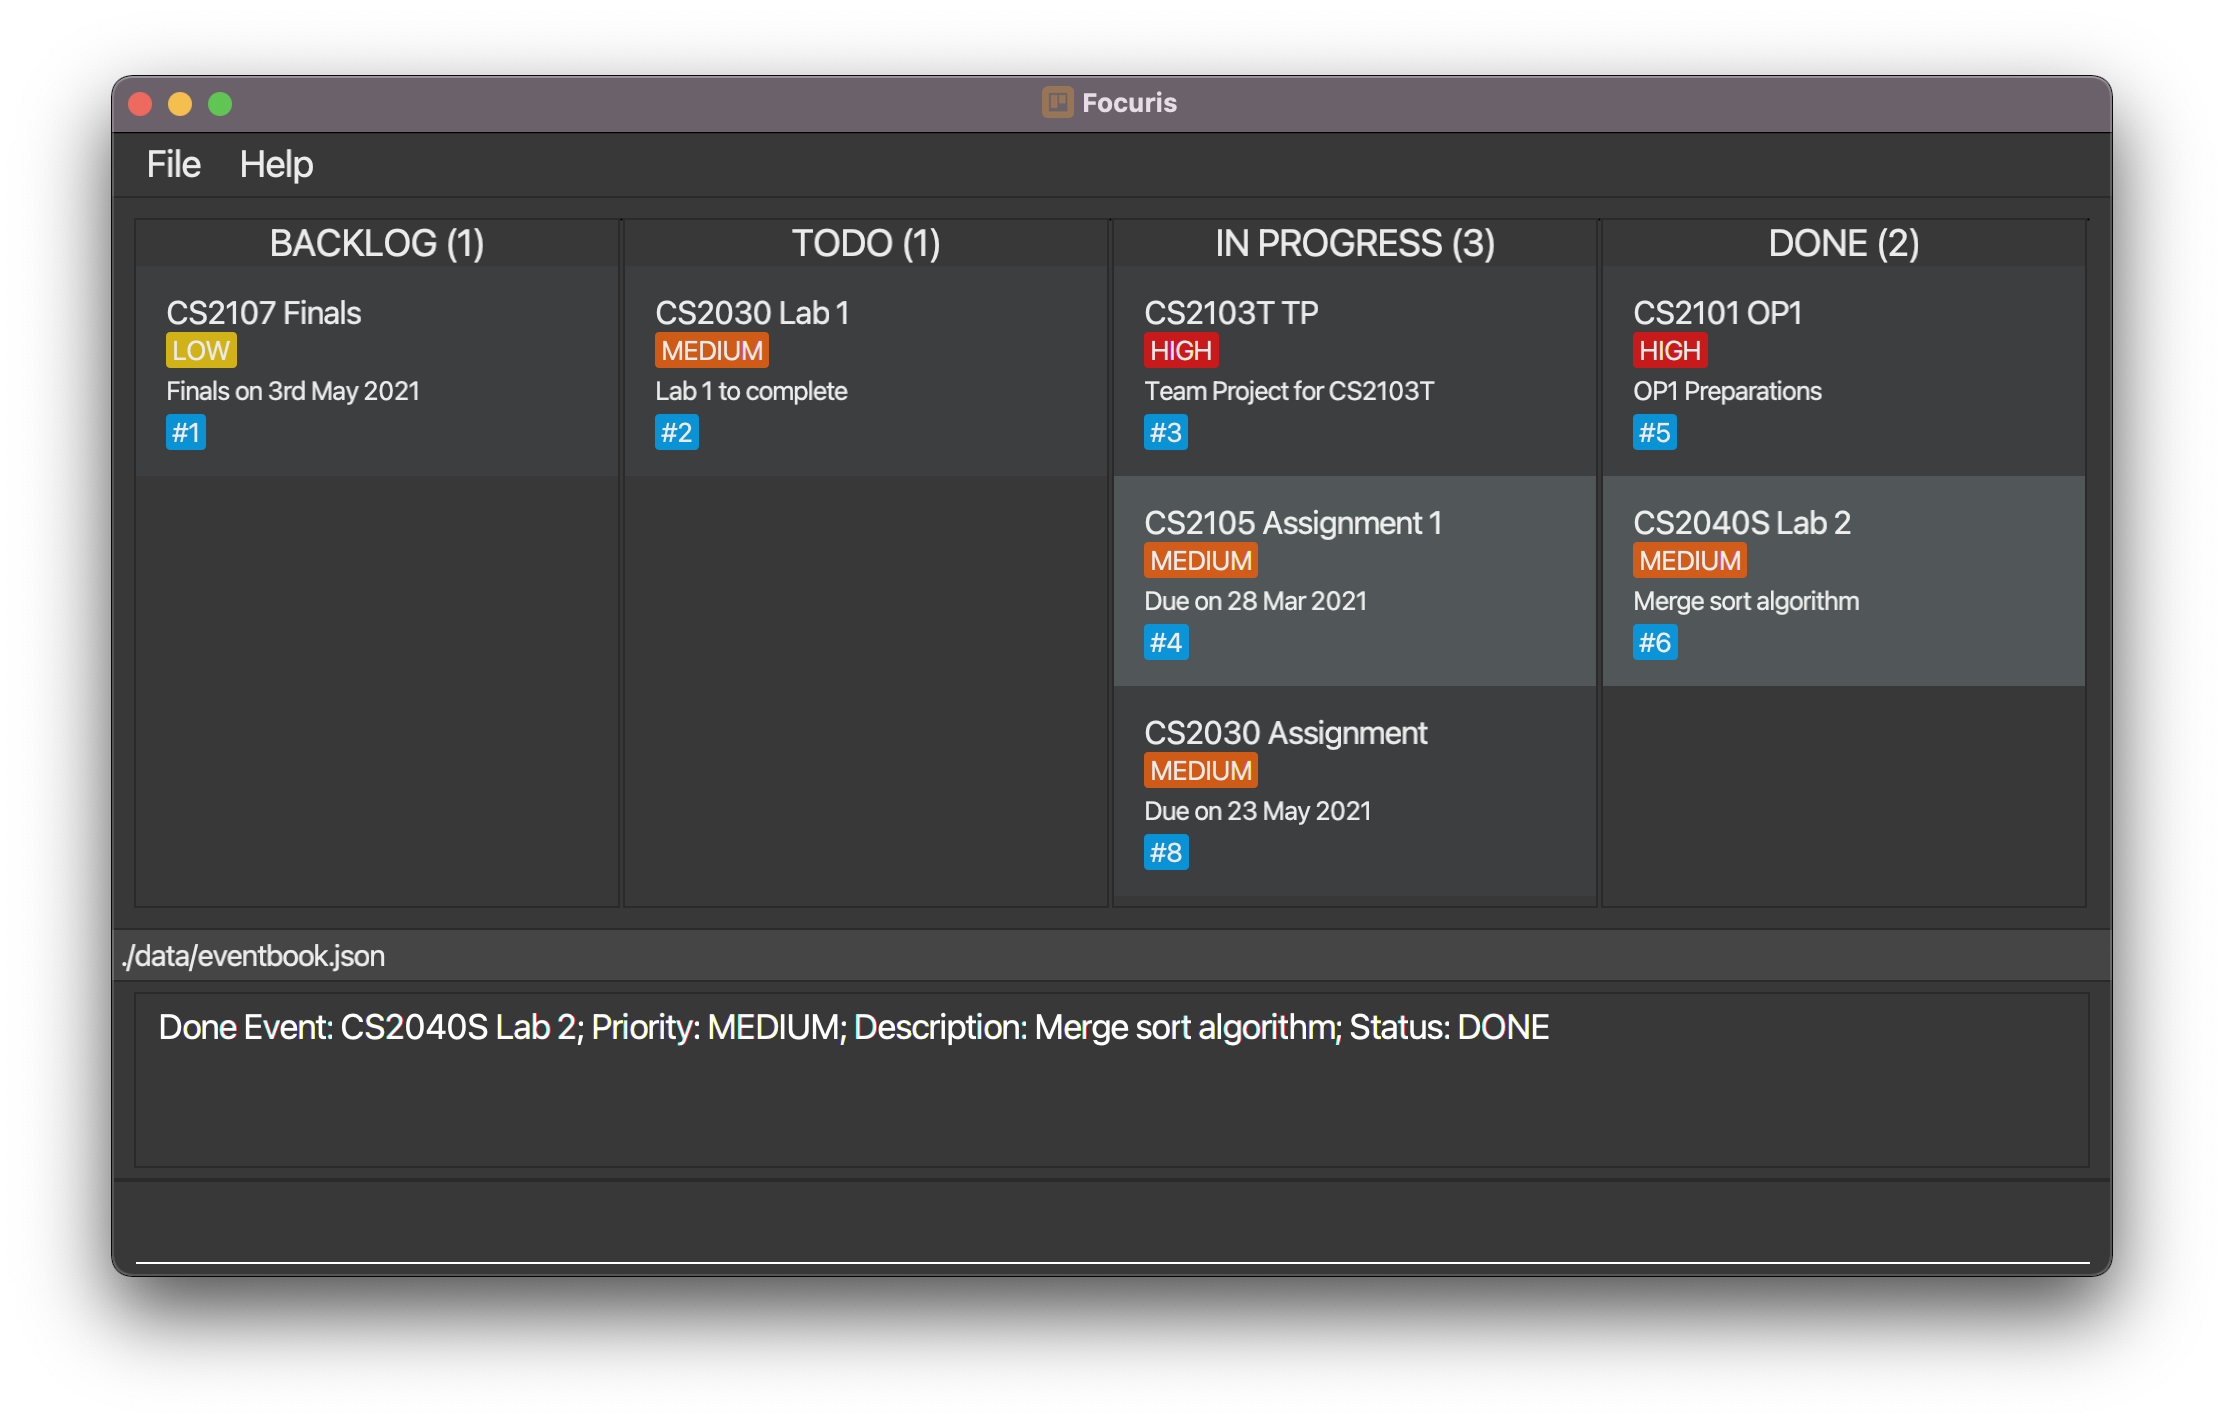 Focuris
File Help
BACKLOG (1)
CS2107 Finals
LOW
Finals on 3rd May 2021
#1
TODO (1)
CS2030 Lab 1
MEDIUM
Lab 1 to complete
#2
IN PROGRESS (3)
CS2103T TP
HIGH
Team Project for CS2103T
#3
CS2105 Assignment 1
MEDIUM
Due on 28 Mar 2021
#4
CS2030 Assignment
MEDIUM
Due on 23 May 2021
#8
DONE (2)
CS2101 OP1
HIGH
OP1 Preparations
#5
CS2040S Lab 2
MEDIUM
Merge sort algorithm
#6
./data/eventbook.json
Done Event: CS2040S Lab 2; Priority: MEDIUM; Description: Merge sort algorithm; Status: DONE